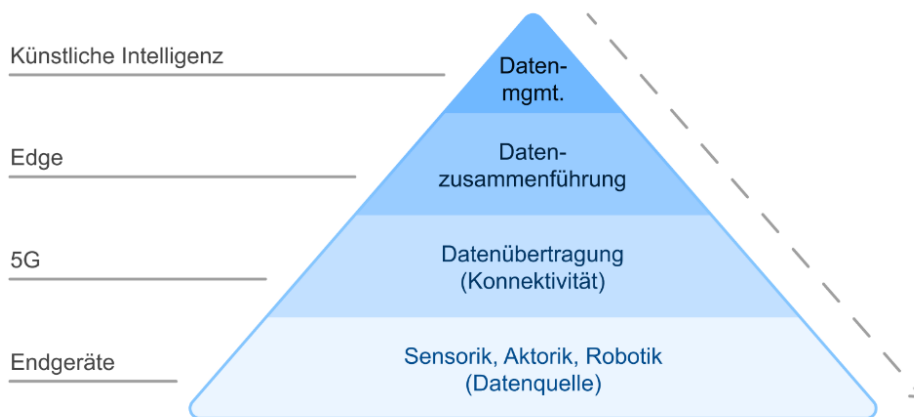 Künstliche Intelligenz
Daten-
mgmt.
Edge
Daten-
zusammenführung
5G
Datenübertragung
(Konnektivität)
Endgeräte
Sensorik, Aktorik, Robotik
(Datenquelle)